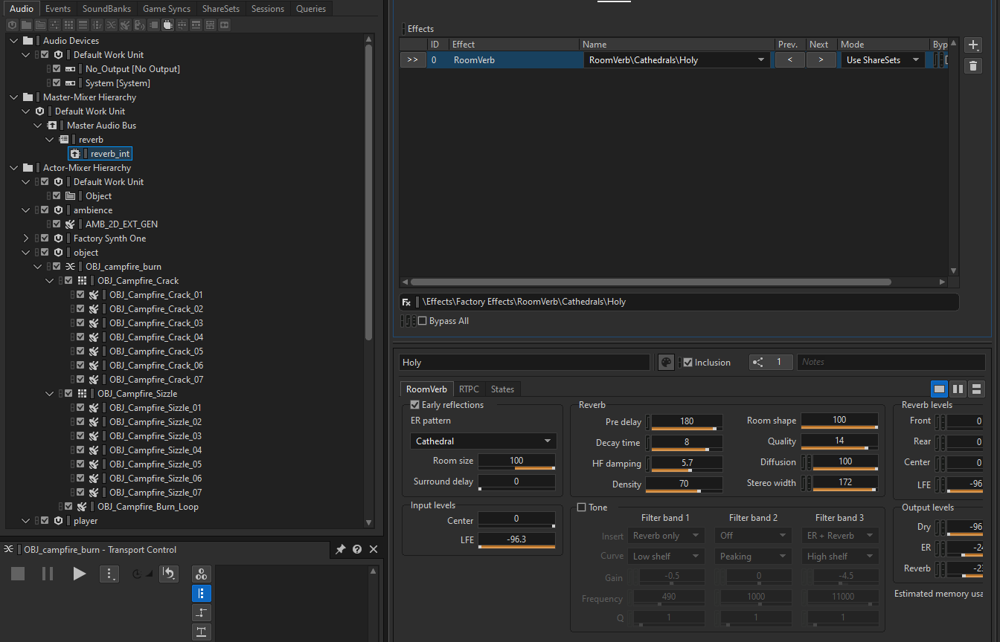 Audio Events SoundBanks Game Syncs ShareSets Sessions Queries
Audio Devices
Default Work Unit
No_Output [No Output]
System [System]
Master-Mixer Hierarchy
Default Work Unit
Master Audio Bus
reverb
reverb_int
Actor-Mixer Hierarchy
Default Work Unit
Object
ambience
AMB_2D_EXT_GEN
Factory Synth One
object
OBJ_campfire_burn
OBJ_Campfire_Crack
OBJ_Campfire_Crack_01
OBJ_Campfire_Crack_02
OBJ_Campfire_Crack_03
OBJ_Campfire_Crack_04
OBJ_Campfire_Crack_05
OBJ_Campfire_Crack_06
OBJ_Campfire_Crack_07
OBJ_Campfire_Sizzle
OBJ_Campfire_Sizzle_01
OBJ_Campfire_Sizzle_02
OBJ_Campfire_Sizzle_03
OBJ_Campfire_Sizzle_04
OBJ_Campfire_Sizzle_05
OBJ_Campfire_Sizzle_06
OBJ_Campfire_Sizzle_07
OBJ_Campfire_Burn_Loop
player
OBJ_campfire_burn - Transport Control
Effects
ID Effect Name Prev. Next Mode Byp
>> 0 RoomVerb RoomVerb\Cathedrals\Holy < > Use ShareSets
Fx \Effects\Factory Effects\RoomVerb\Cathedrals\Holy
Bypass All
Holy Inclusion 1 Notes
RoomVerb RTPC States
Early reflections
ER pattern
Cathedral
Room size 100
Surround delay 0
Input levels
Center 0
LFE -96.3
Reverb
Pre delay 180 Room shape 100
Decay time 8 Quality 14
HF damping 5.7 Diffusion 100
Density 70 Stereo width 172
Tone
Filter band 1 Filter band 2 Filter band 3
Insert Reverb only Off ER + Reverb
Curve Low shelf Peaking High shelf
Gain -0.5 0 -4.5
Frequency 490 1000 11000
Q 1 1 1
Reverb levels
Front 0
Rear 0
Center 0
LFE -96
Output levels
Dry -96
ER
Reverb
Estimated memory usa